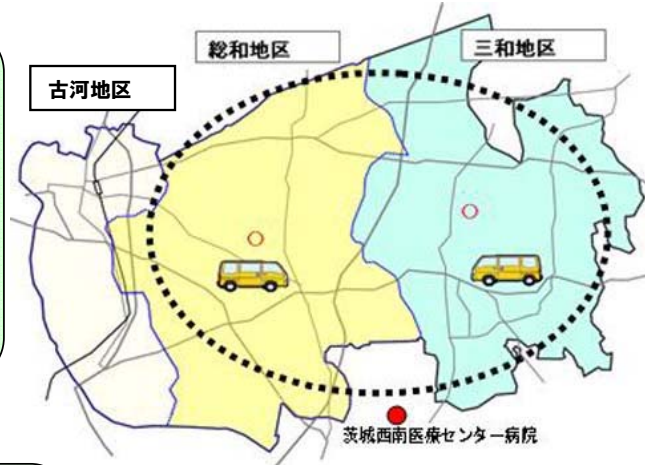 総和地区
三和地区
古河地区
茨城西南医療センター病院